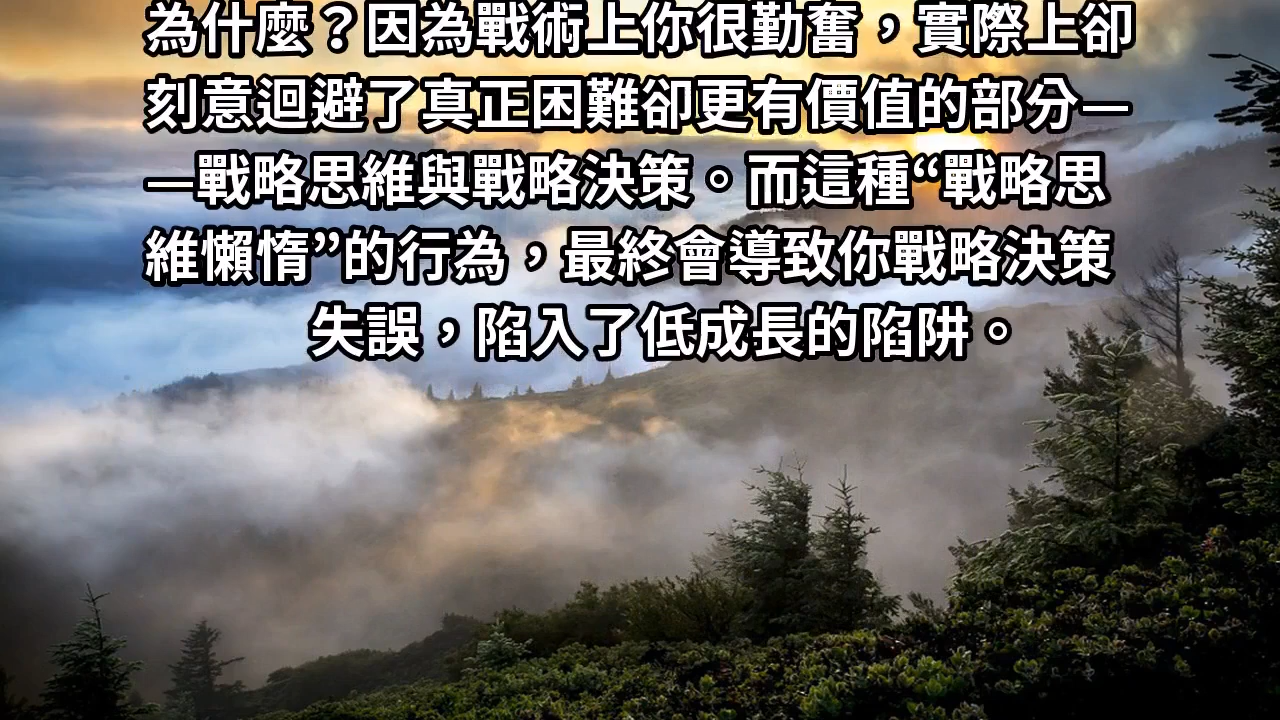 為什麼？因為戰術上你很勤奮，實際上卻
刻意迴避了真正困難卻更有價值的部分—
—戰略思維與戰略決策。而這種“戰略思
維懶惰”的行為，最終會導致你戰略決策
失誤，陷入了低成長的陷阱。